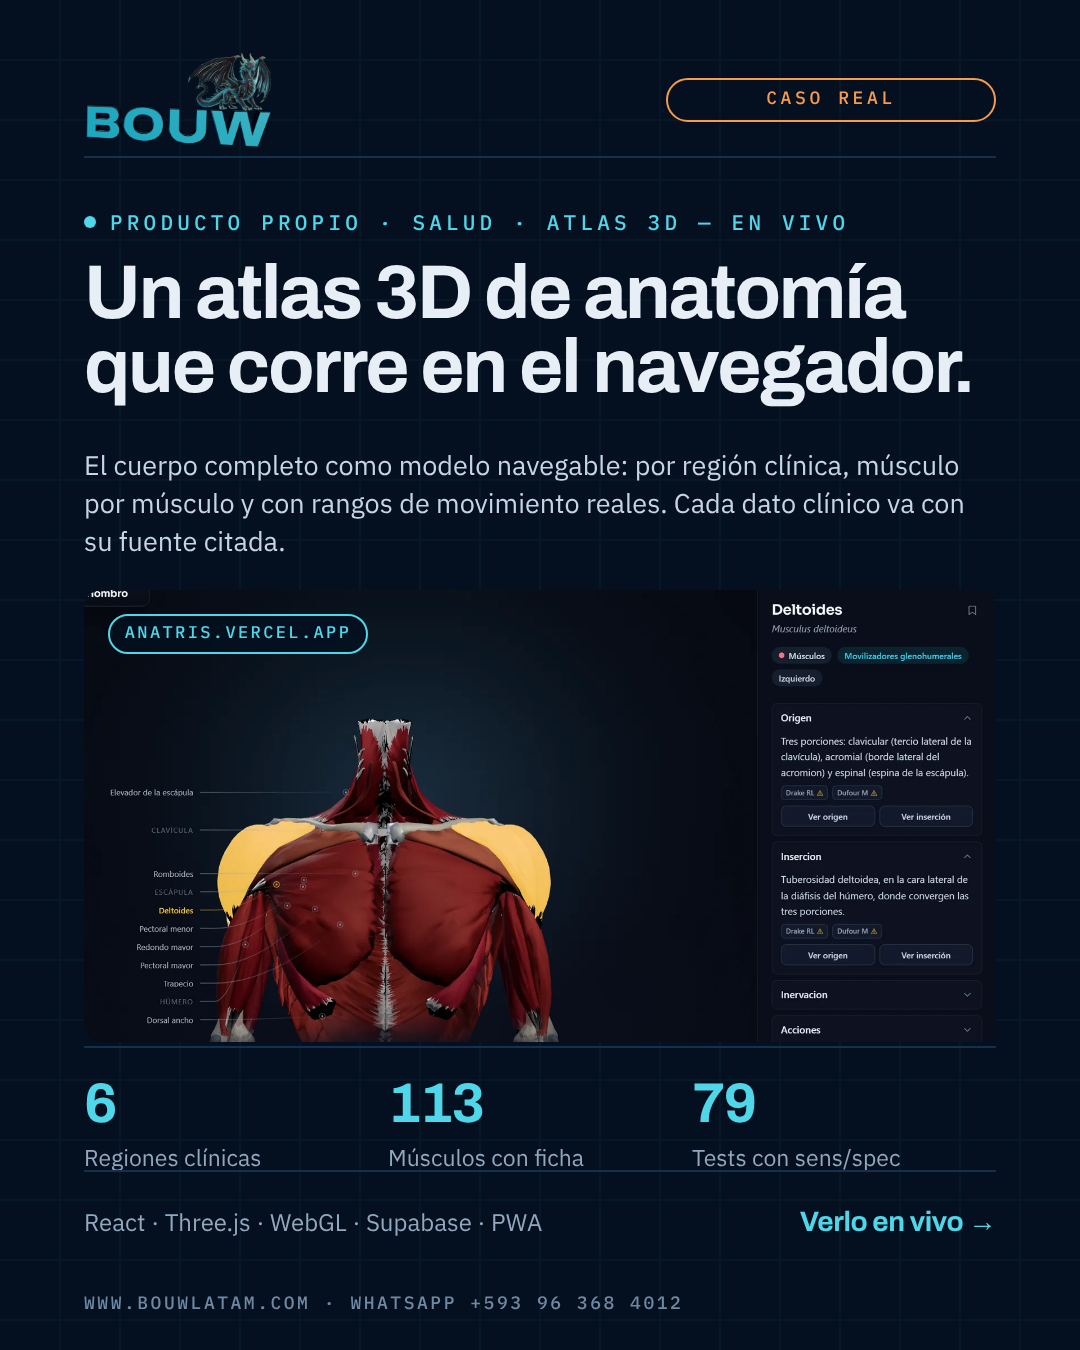 BOUW
CASO REAL
PRODUCTO PROPIO · SALUD · ATLAS 3D — EN VIVO
Un atlas 3D de anatomía
que corre en el navegador.
El cuerpo completo como modelo navegable: por región clínica, músculo
por músculo y con rangos de movimiento reales. Cada dato clínico va con
su fuente citada.
ombro
ANATRIS.VERCEL.APP
Elevador de la escápula
CLAVÍCULA
Romboides
ESCÁPULA
Deltoides
Pectoral menor
Redondo mayor
Pectoral mayor
Trapecio
HÚMERO
Dorsal ancho
Deltoides
Musculus deltoideus
Músculos Movilizadores glenohumerales
Izquierdo
Origen
Tres porciones: clavicular (tercio lateral de la
clavícula), acromial (borde lateral del
acromion) y espinal (espina de la escápula).
Drake RL ⚠ Dufour M ⚠
Ver origen Ver inserción
Insercion
Tuberosidad deltoidea, en la cara lateral de
la diáfisis del húmero, donde convergen las
tres porciones.
Drake RL ⚠ Dufour M ⚠
Ver origen Ver inserción
Inervacion
Acciones
6 113 79
Regiones clínicas Músculos con ficha Tests con sens/spec
React · Three.js · WebGL · Supabase · PWA Verlo en vivo →
WWW.BOUWLATAM.COM · WHATSAPP +593 96 368 4012